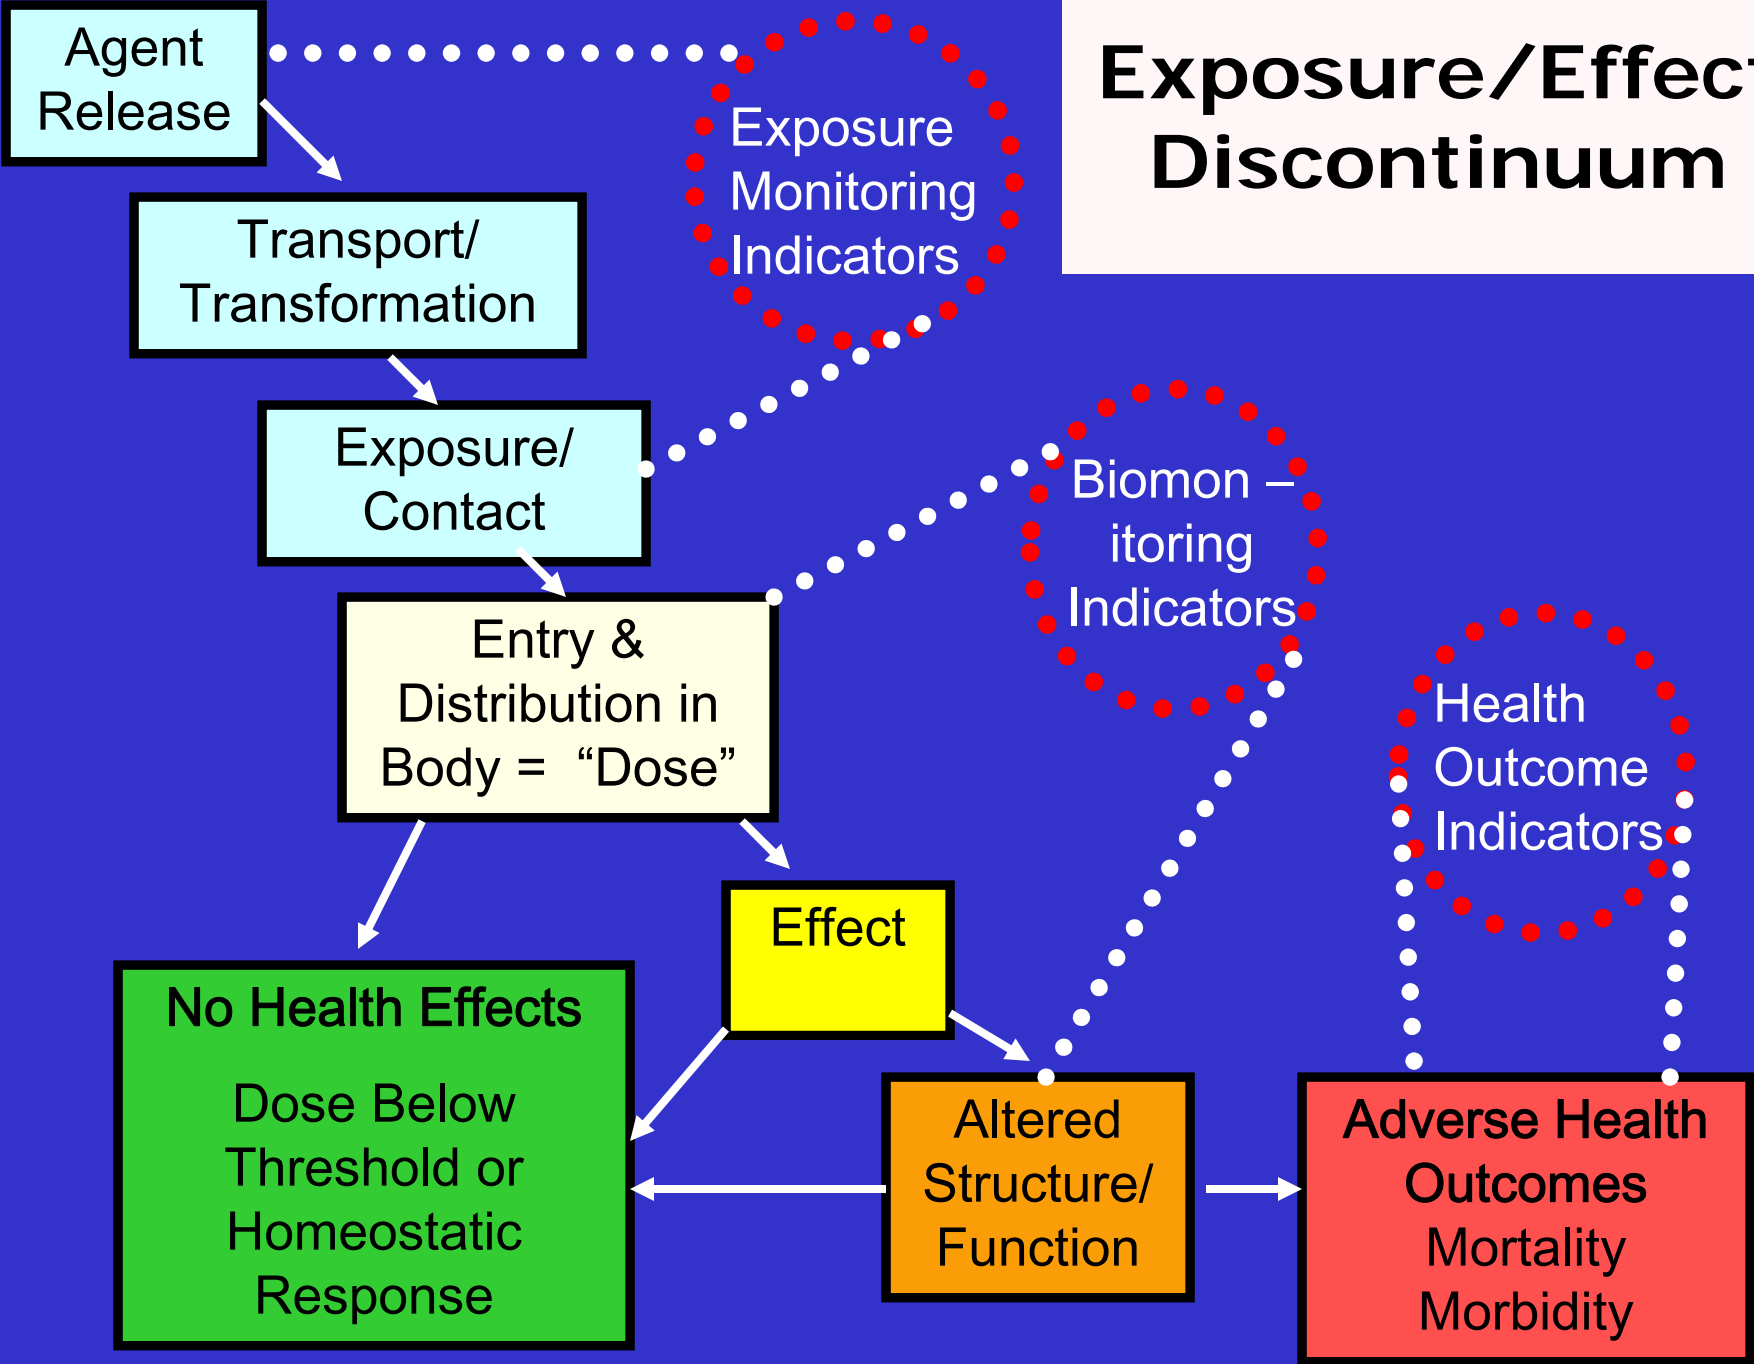 Agent
Release
Exposure/Effect
Discontinuum
Exposure
Monitoring
Indicators
Transport/
Transformation
Exposure/
Contact
Biomon –
itoring
Indicators
Entry &
Distribution in
Body = “Dose”
Health
Outcome
Indicators
Effect
No Health Effects
Dose Below
Threshold or
Homeostatic
Response
Altered
Structure/
Function
Adverse Health
Outcomes
Mortality
Morbidity